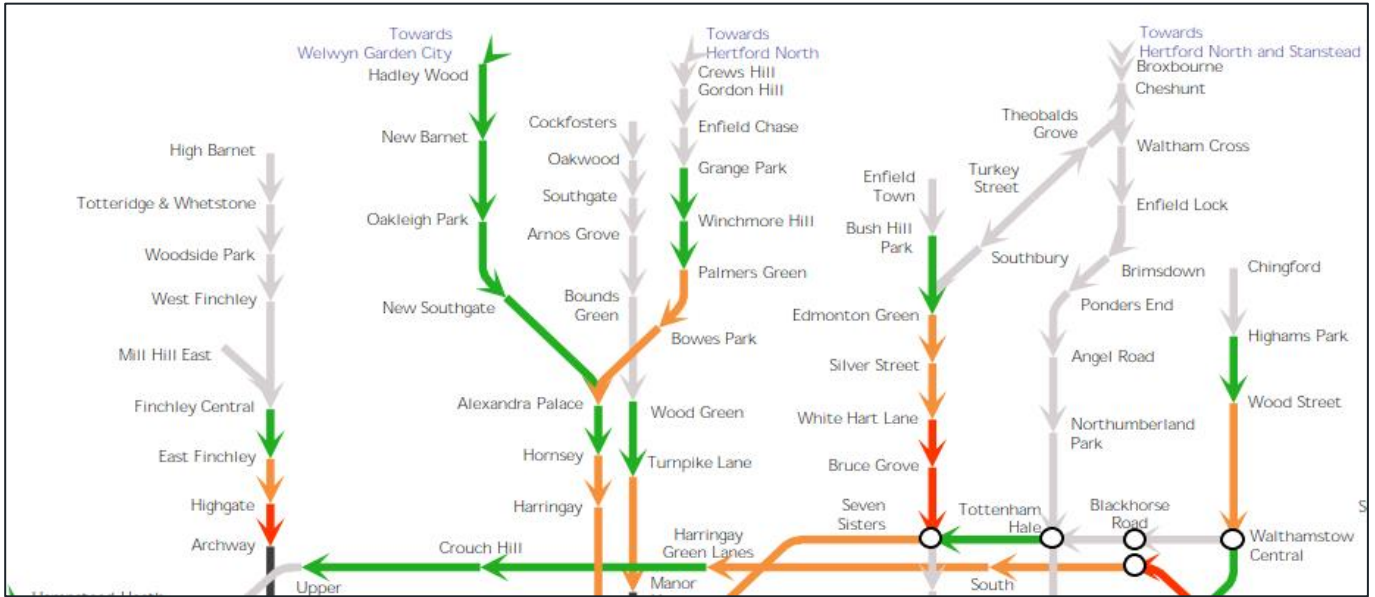 Towards
Welwyn Garden City
Towards
Hertford North
Towards
Hertford North and Stanstead
Hadley Wood
Crews Hill
Broxbourne
Gordon Hill
Cheshunt
Cockfosters
Enfield Chase
Theobalds
Grove
New Barnet
High Barnet
Oakwood
Waltham Cross
Grange Park
Enfield
Town
Turkey
Street
Totteridge & Whetstone
Southgate
Enfield Lock
Oakleigh Park
Arnos Grove
Winchmore Hill
Bush Hill
Park
Woodside Park
Southbury
Palmers Green
Brimsdown
Chingford
West Finchley
New Southgate
Bounds
Green
Edmonton Green
Ponders End
Bowes Park
Highams Park
Mill Hill East
Silver Street
Angel Road
Finchley Central
Alexandra Palace
Wood Green
Wood Street
White Hart Lane
Northumberland
Park
East Finchley
Hornsey
Turnpike Lane
Bruce Grove
Highgate
Harringay
Seven
Sisters
Tottenham
Hale
Blackhorse
Road
S
Archway
Crouch Hill
Harringay
Green Lanes
Walthamstow
Central
Upper
Manor
South
Hampstead Heath